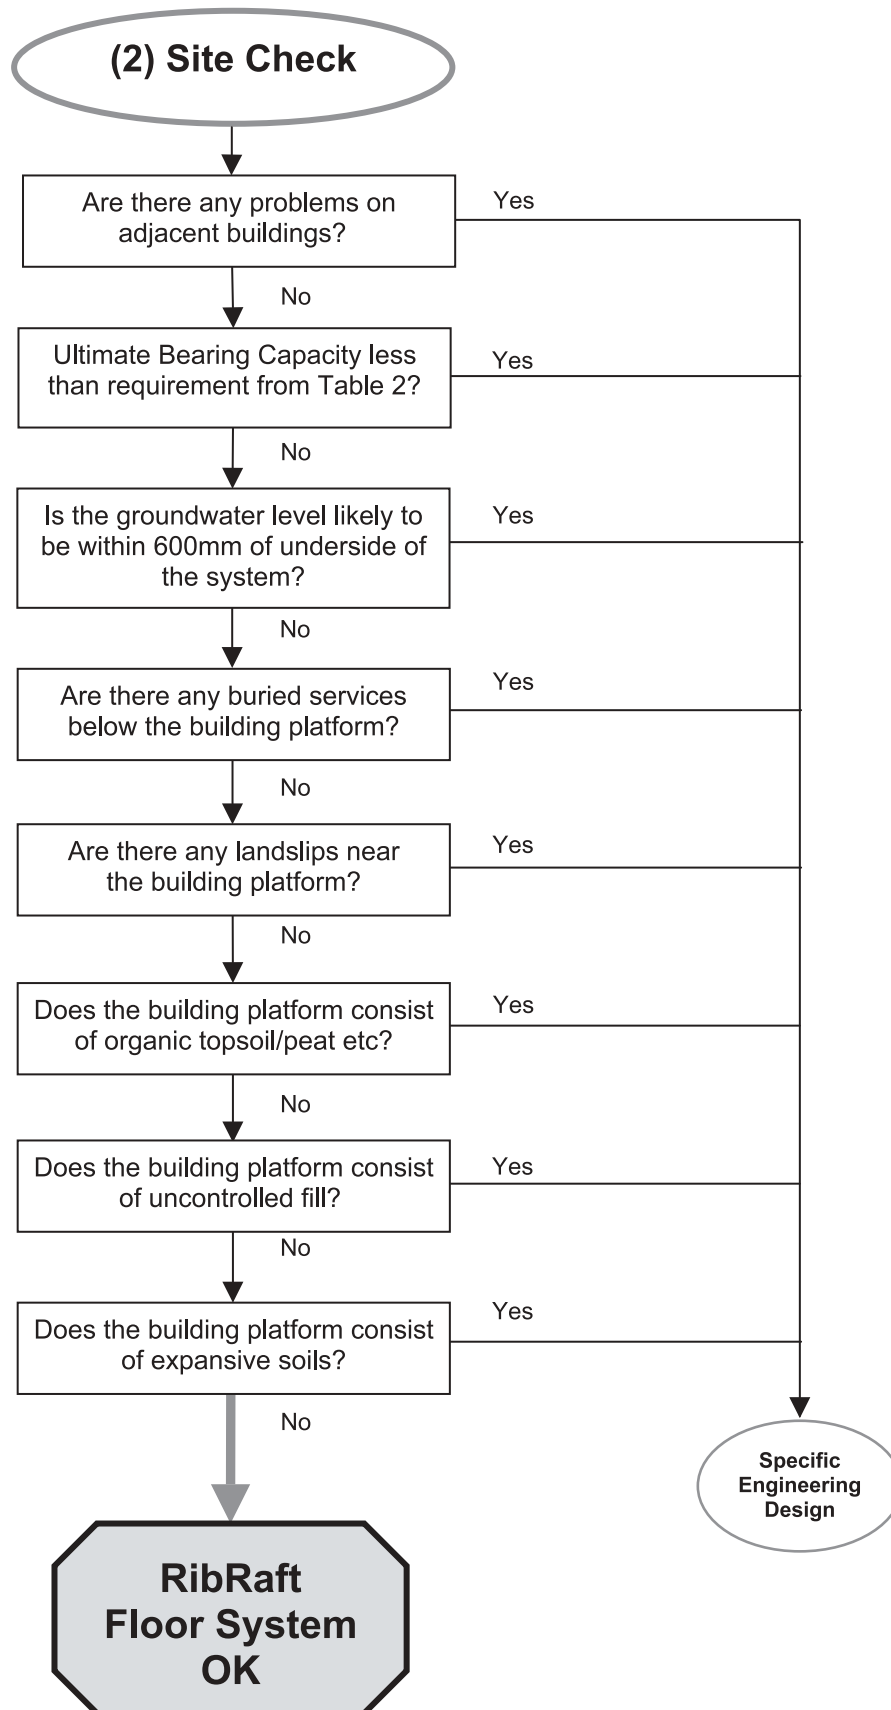 (2) Site Check
Are there any problems on
adjacent buildings?
Yes
No
Ultimate Bearing Capacity less
than requirement from Table 2?
Yes
No
Is the groundwater level likely to
be within 600mm of underside of
the system?
Yes
No
Are there any buried services
below the building platform?
Yes
No
Are there any landslips near
the building platform?
Yes
No
Does the building platform consist
of organic topsoil/peat etc?
Yes
No
Does the building platform consist
of uncontrolled fill?
Yes
No
Does the building platform consist
of expansive soils?
Yes
No
Specific
Engineering
Design
RibRaft
Floor System
OK